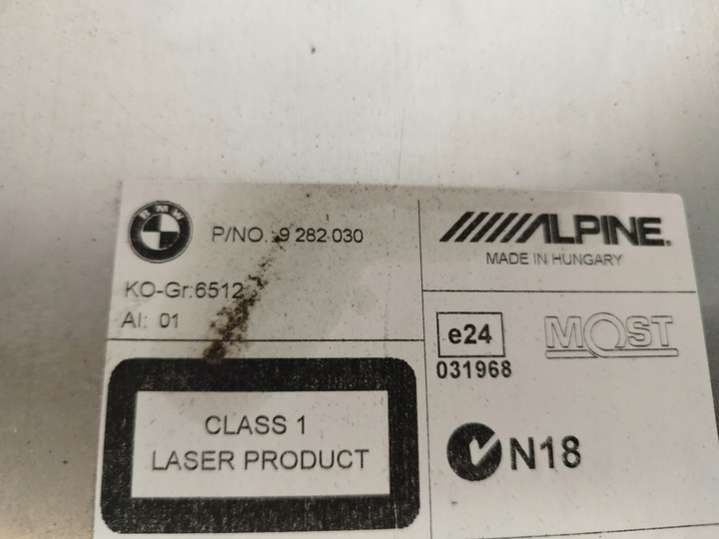 BMW
P/NO. 9 282 030
KO-Gr:6512
AI: 01
CLASS 1
LASER PRODUCT
ALPINE®
MADE IN HUNGARY
e24
031968
MOST
N18